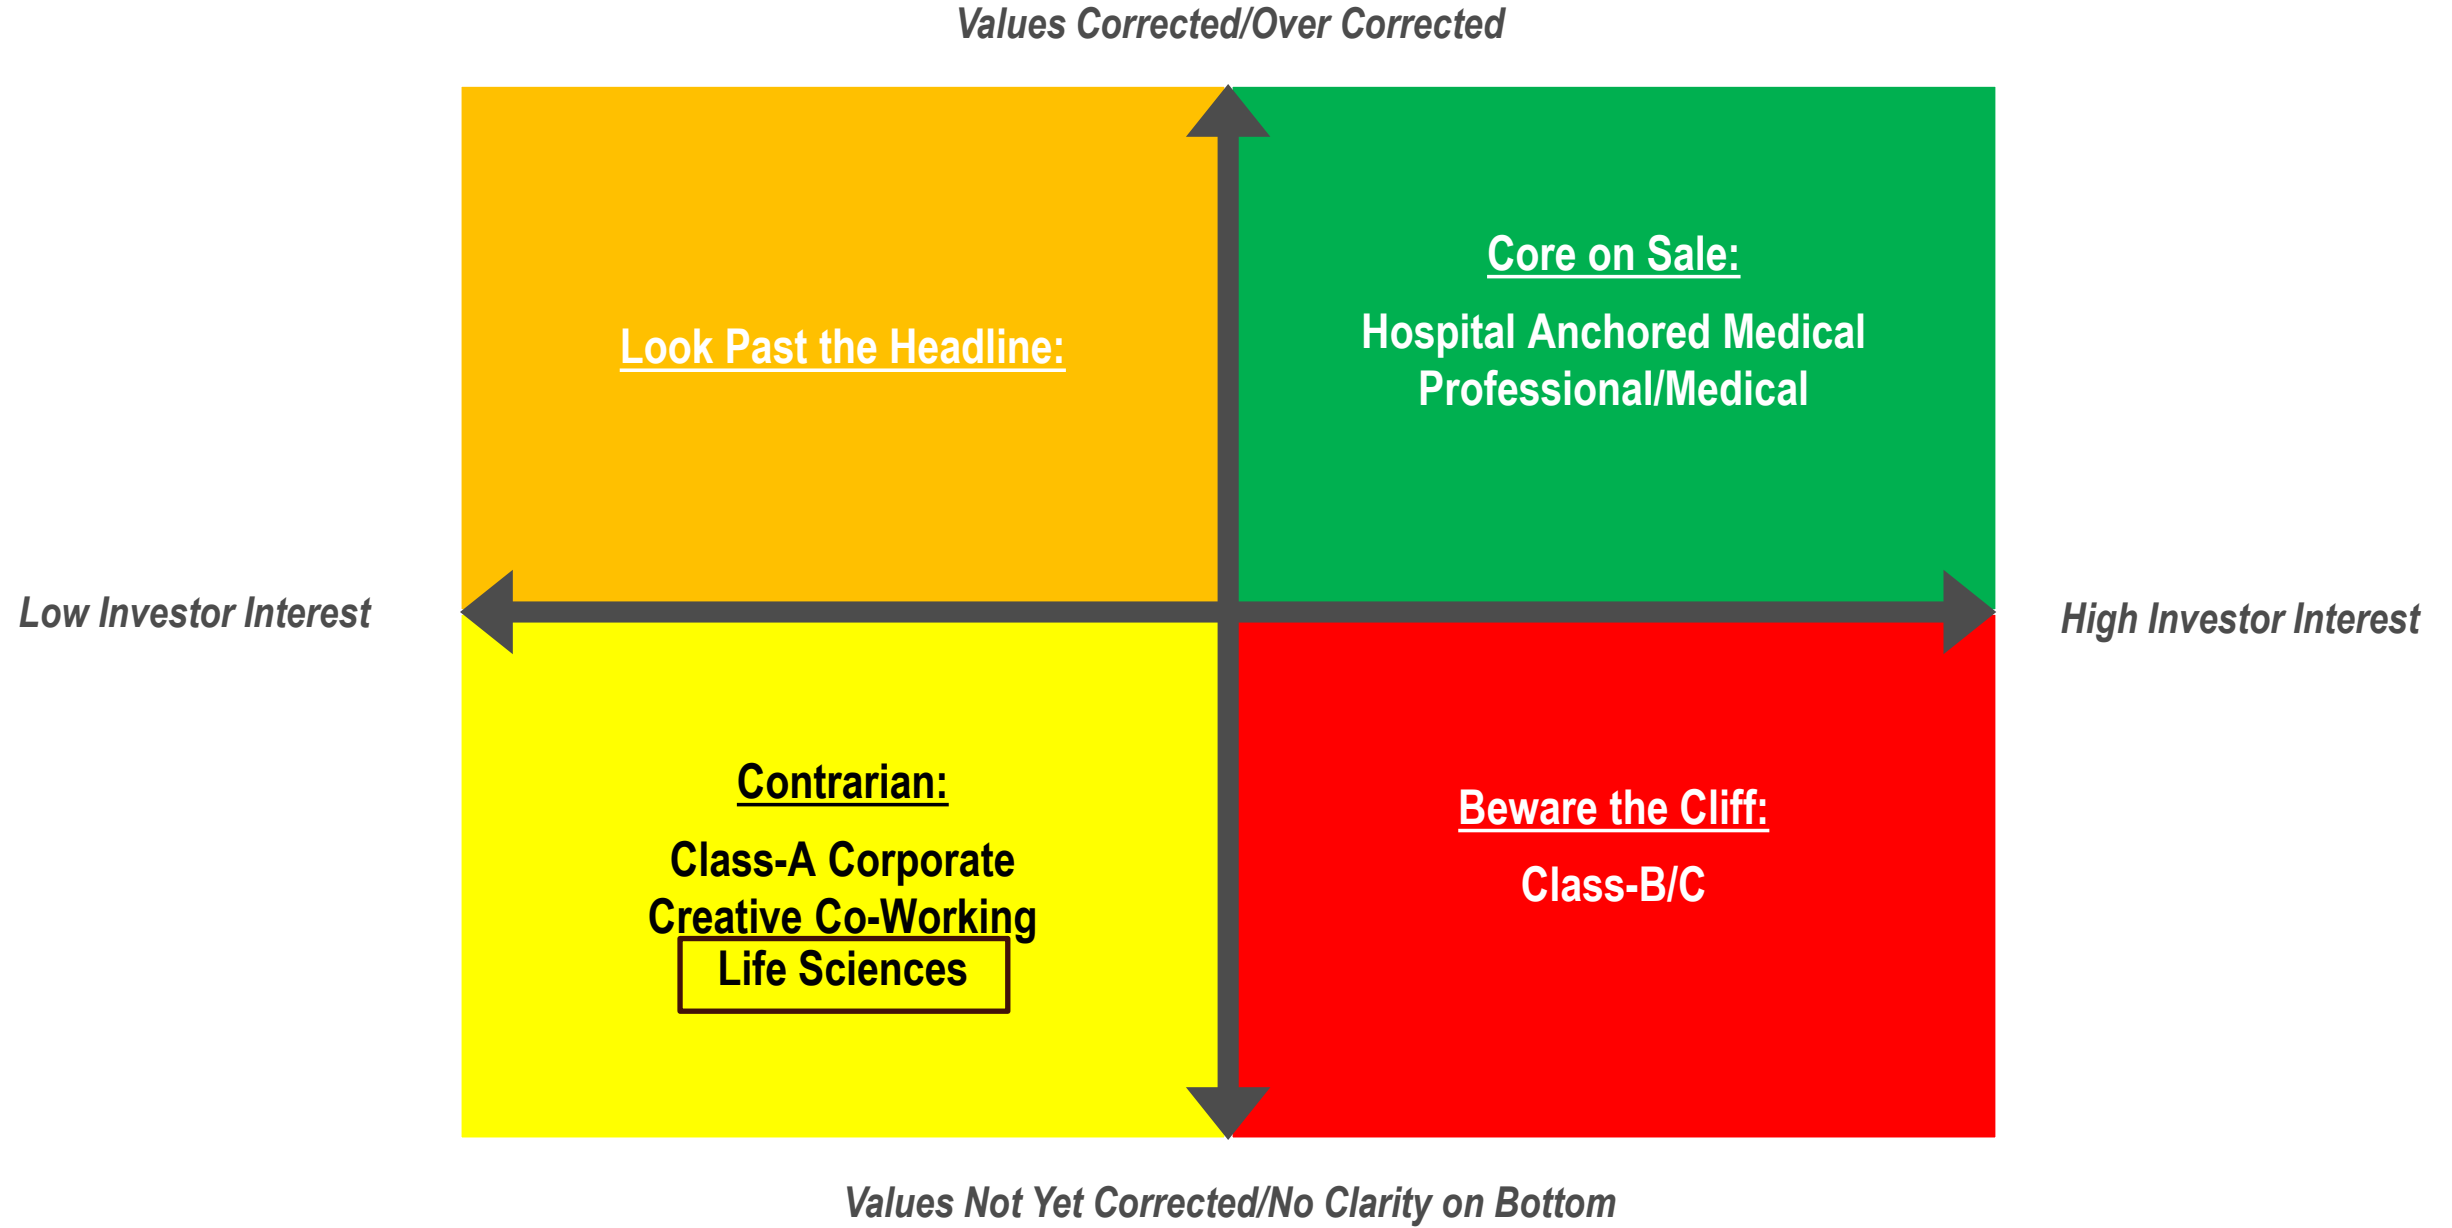 Values Corrected/Over Corrected
Look Past the Headline:
Core on Sale:
Hospital Anchored Medical
Professional/Medical
Low Investor Interest
High Investor Interest
Contrarian:
Class-A Corporate
Creative Co-Working
Life Sciences
Beware the Cliff:
Class-B/C
Values Not Yet Corrected/No Clarity on Bottom